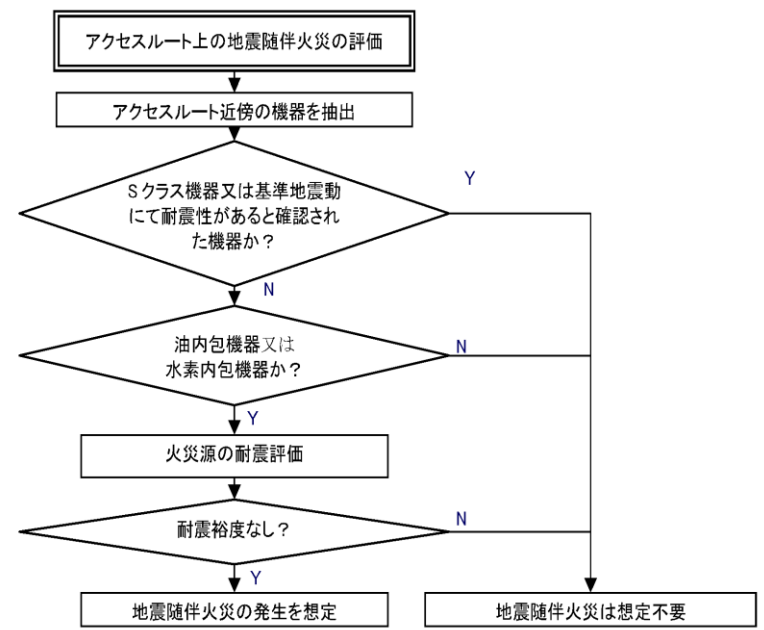 アクセスルート上の地震随伴火災の評価
アクセスルート近傍の機器を抽出
Sクラス機器又は基準地震動
にて耐震性があると確認され
た機器か？
Y
N
油内包機器又は
水素内包機器か？
N
Y
火災源の耐震評価
耐震裕度なし？
N
Y
地震随伴火災の発生を想定
地震随伴火災は想定不要